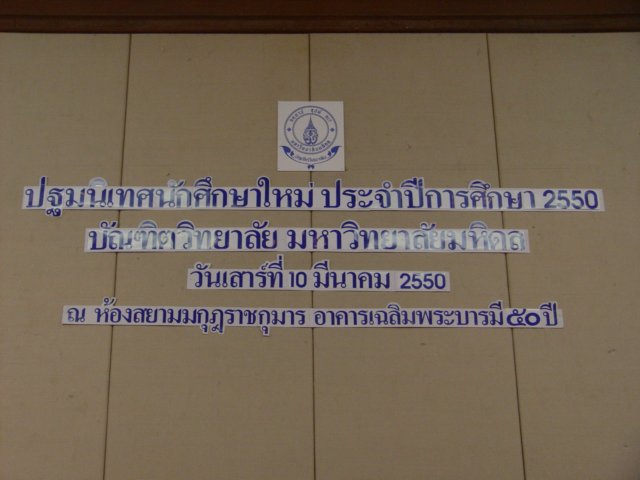 ปฐมนิเทศนักศึกษาใหม่ ประจำปีการศึกษา 2550
บัณฑิตวิทยาลัย มหาวิทยาลัยมหิดล
วันเสาร์ที่ 10 มีนาคม 2550
ณ ห้องสยามมกุฎราชกุมาร อาคารเฉลิมพระบารมี ๕๐ ปี